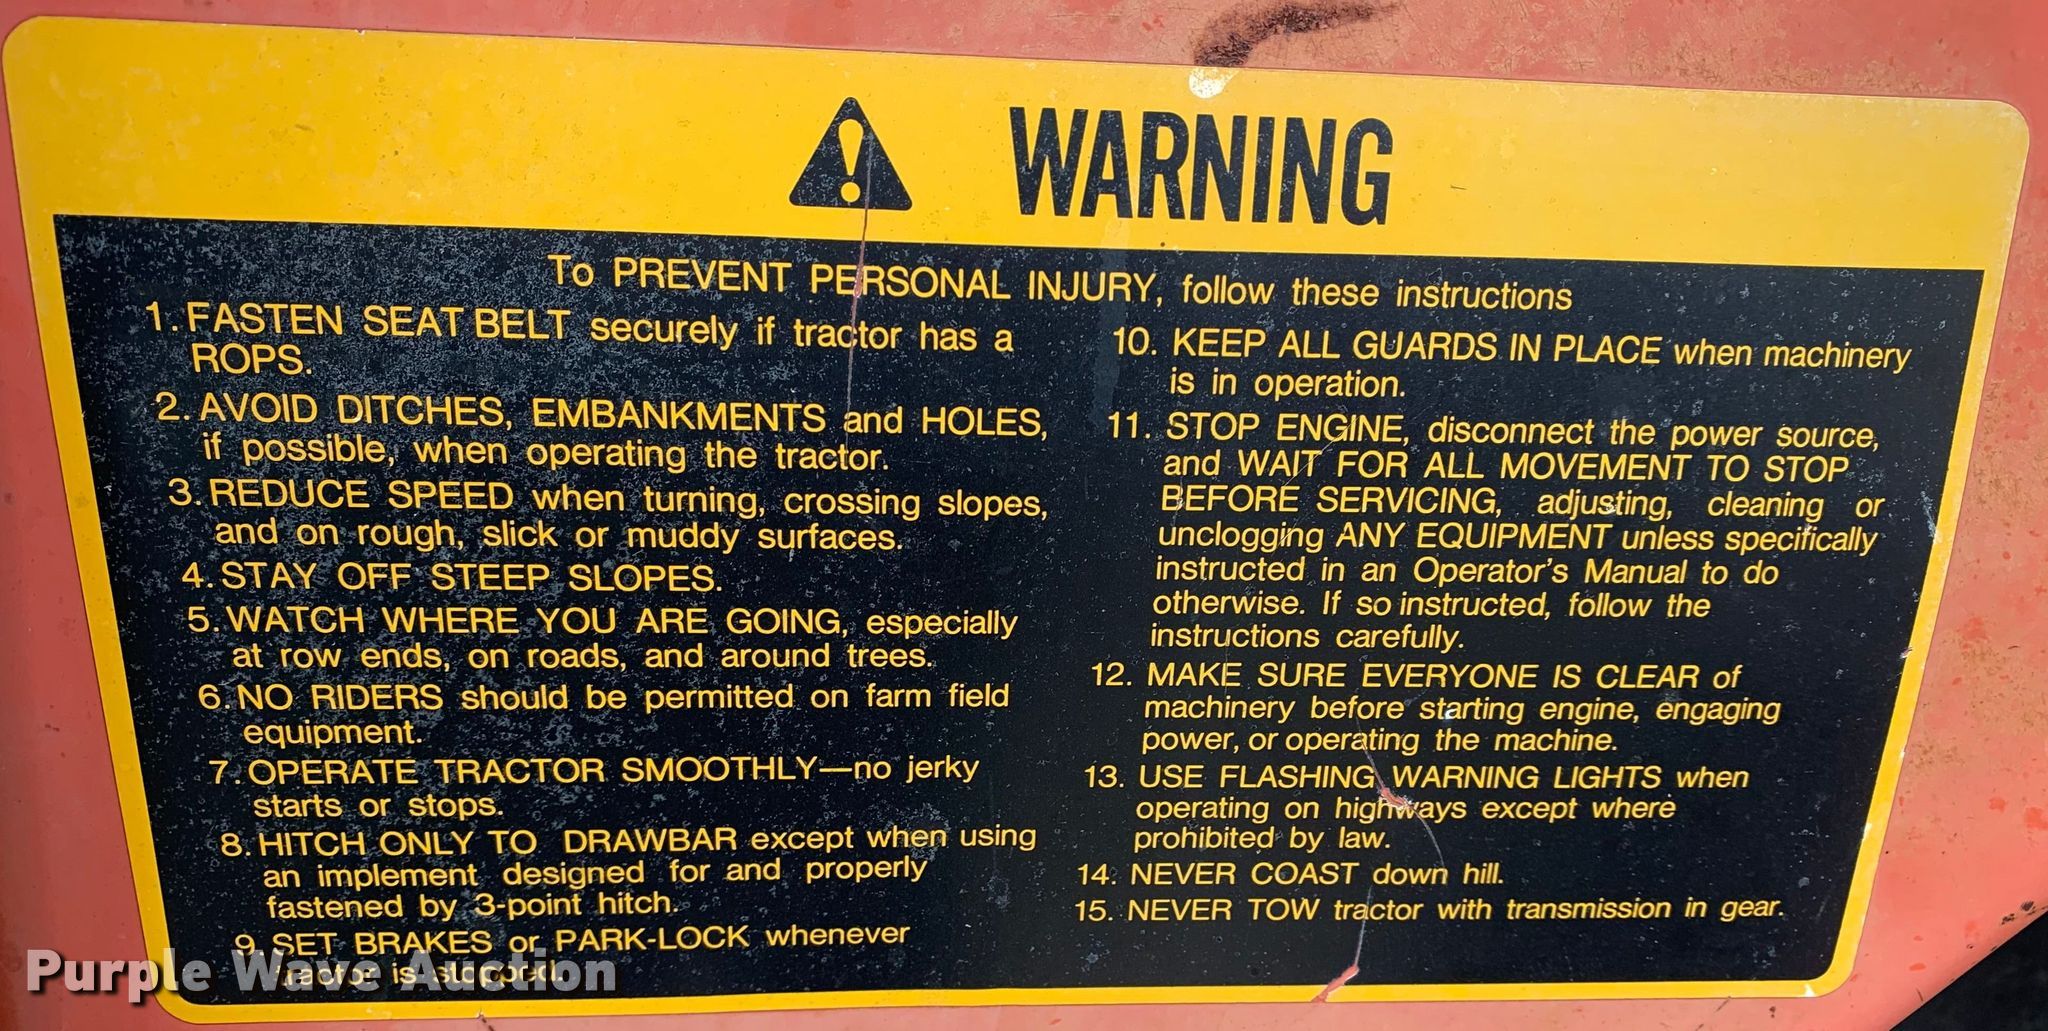 WARNING
To PREVENT PERSONAL INJURY, follow these instructions
1. FASTEN SEAT BELT securely if tractor has a
ROPS.
2. AVOID DITCHES, EMBANKMENTS and HOLES,
if possible, when operating the tractor.
3. REDUCE SPEED when turning, crossing slopes,
and on rough, slick or muddy surfaces.
4. STAY OFF STEEP SLOPES.
5. WATCH WHERE YOU ARE GOING, especially
at row ends, on roads, and around trees.
6. NO RIDERS should be permitted on farm field
equipment.
7. OPERATE TRACTOR SMOOTHLY—no jerky
starts or stops.
8. HITCH ONLY TO DRAWBAR except when using
an implement designed for and properly
fastened by 3-point hitch.
9. SET BRAKES or PARK-LOCK whenever
tractor is stopped.
10. KEEP ALL GUARDS IN PLACE when machinery
is in operation.
11. STOP ENGINE, disconnect the power source,
and WAIT FOR ALL MOVEMENT TO STOP
BEFORE SERVICING, adjusting, cleaning or
unclogging ANY EQUIPMENT unless specifically
instructed in an Operator's Manual to do
otherwise. If so instructed, follow the
instructions carefully.
12. MAKE SURE EVERYONE IS CLEAR of
machinery before starting engine, engaging
power, or operating the machine.
13. USE FLASHING WARNING LIGHTS when
operating on highways except where
prohibited by law.
14. NEVER COAST down hill.
15. NEVER TOW tractor with transmission in gear.
Purple Wave Auction